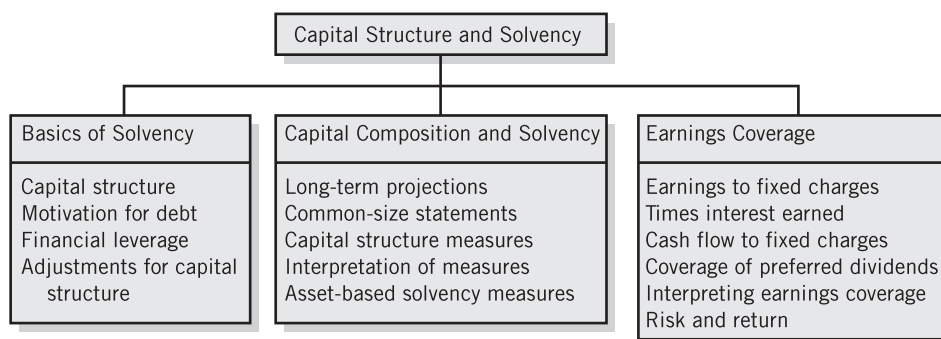 Capital Structure and Solvency
Basics of Solvency
Capital structure
Motivation for debt
Financial leverage
Adjustments for capital
structure
Capital Composition and Solvency
Long-term projections
Common-size statements
Capital structure measures
Interpretation of measures
Asset-based solvency measures
Earnings Coverage
Earnings to fixed charges
Times interest earned
Cash flow to fixed charges
Coverage of preferred dividends
Interpreting earnings coverage
Risk and return